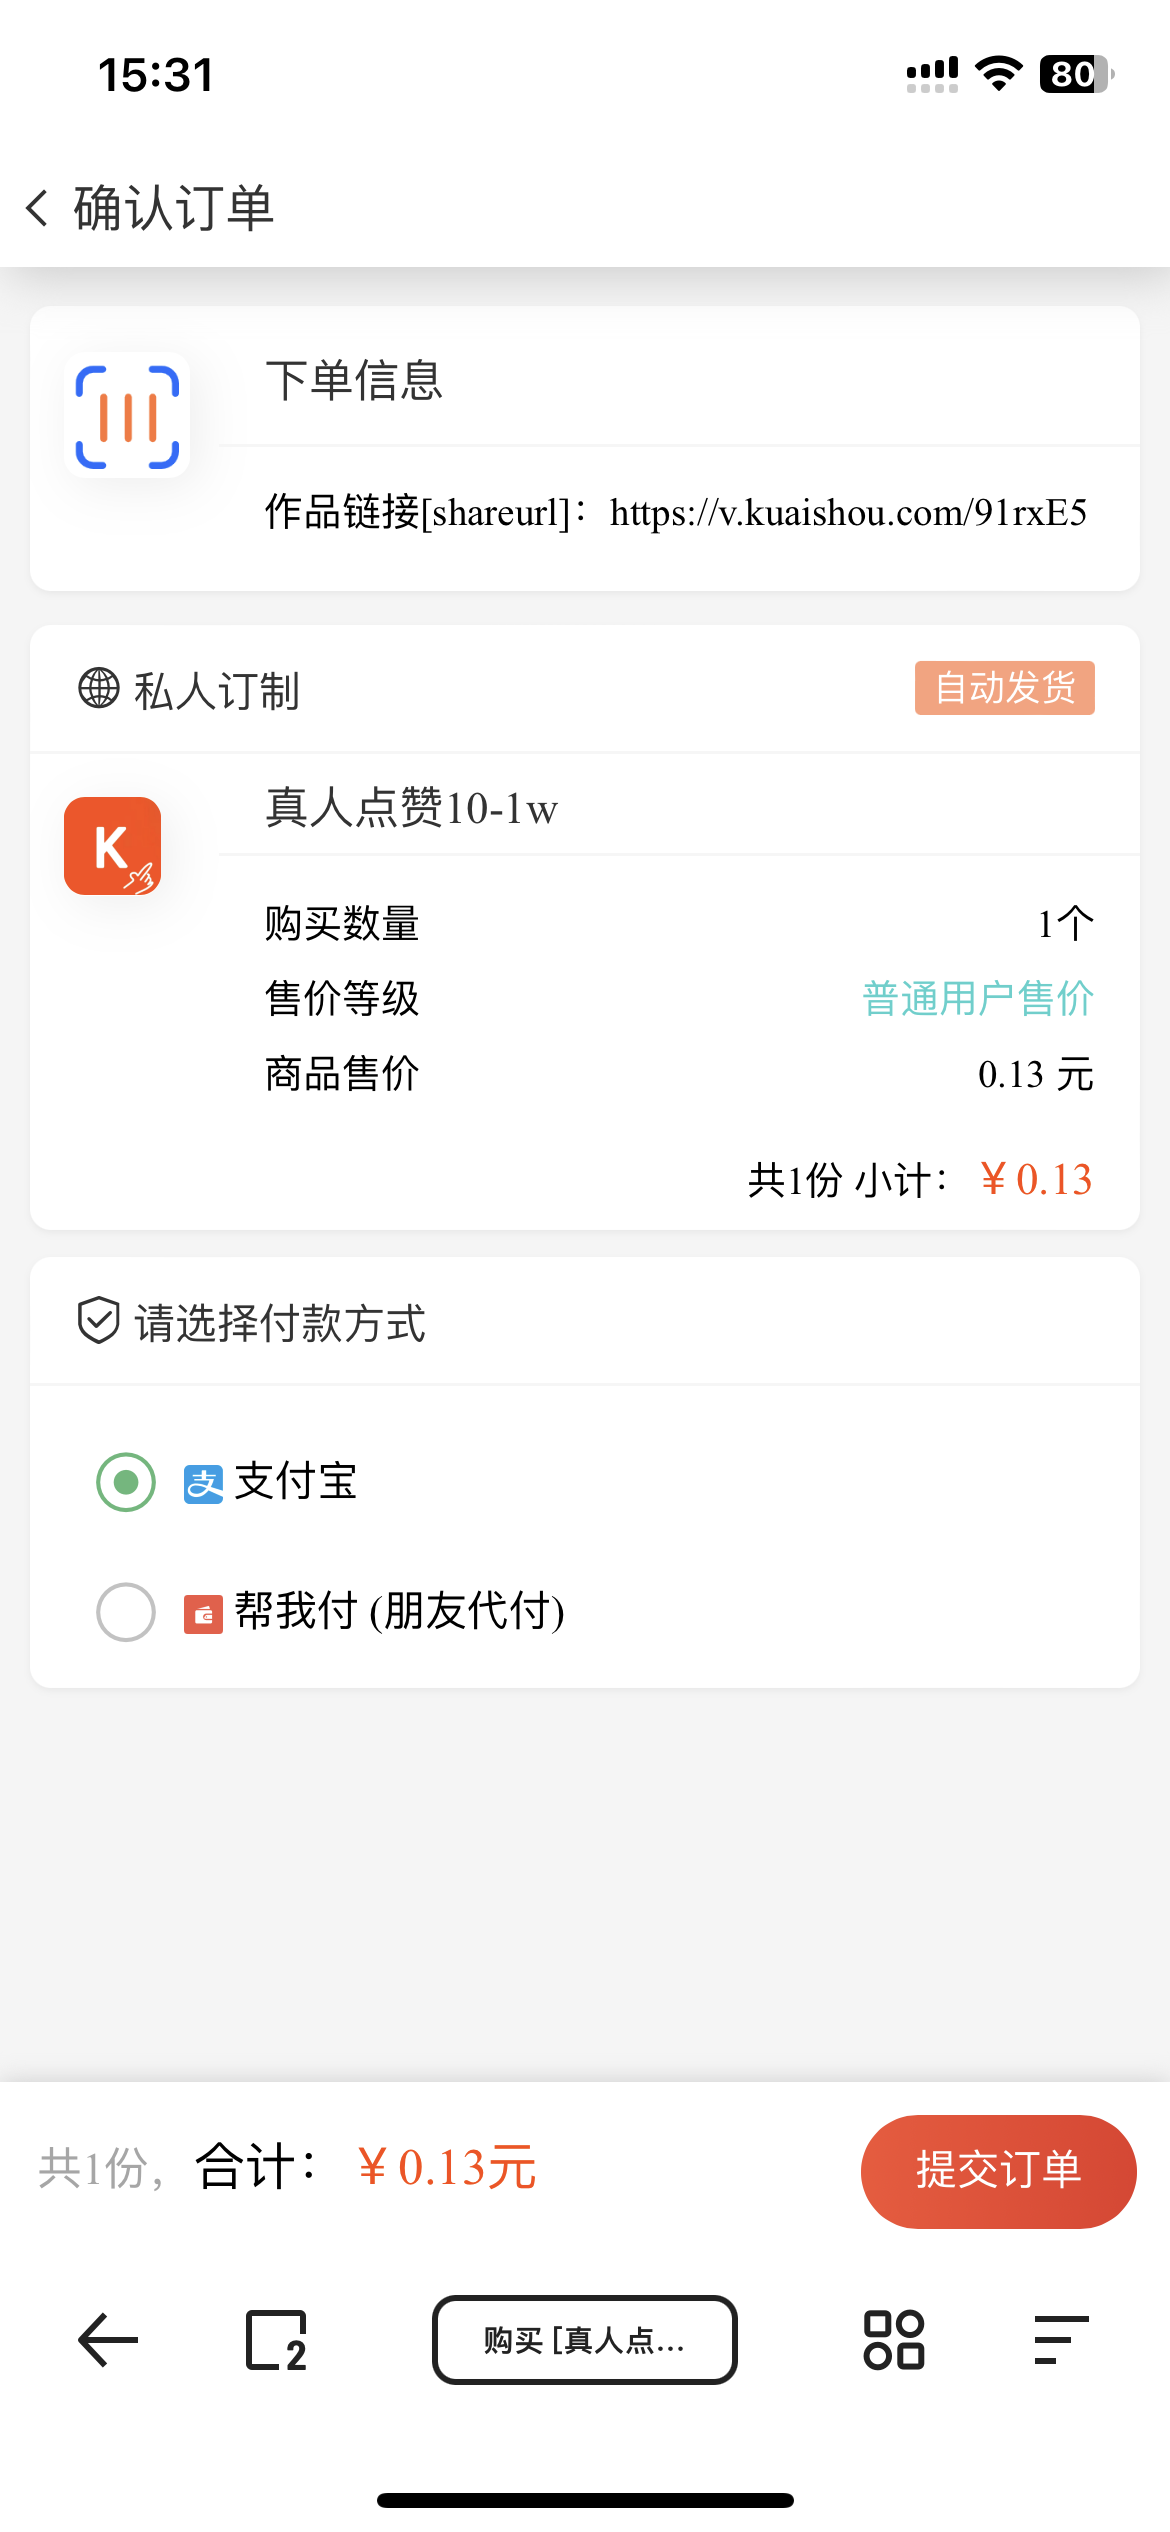 15:31
80
确认订单
下单信息
作品链接[shareurl]：https://v.kuaishou.com/91rxE5
私人订制
自动发货
K
真人点赞10-1w
购买数量 1个
售价等级 普通用户售价
商品售价 0.13 元
共1份 小计：￥0.13
请选择付款方式
支 支付宝
帮我付 (朋友代付)
共1份，合计：￥0.13元
提交订单
2
购买 [真人点...